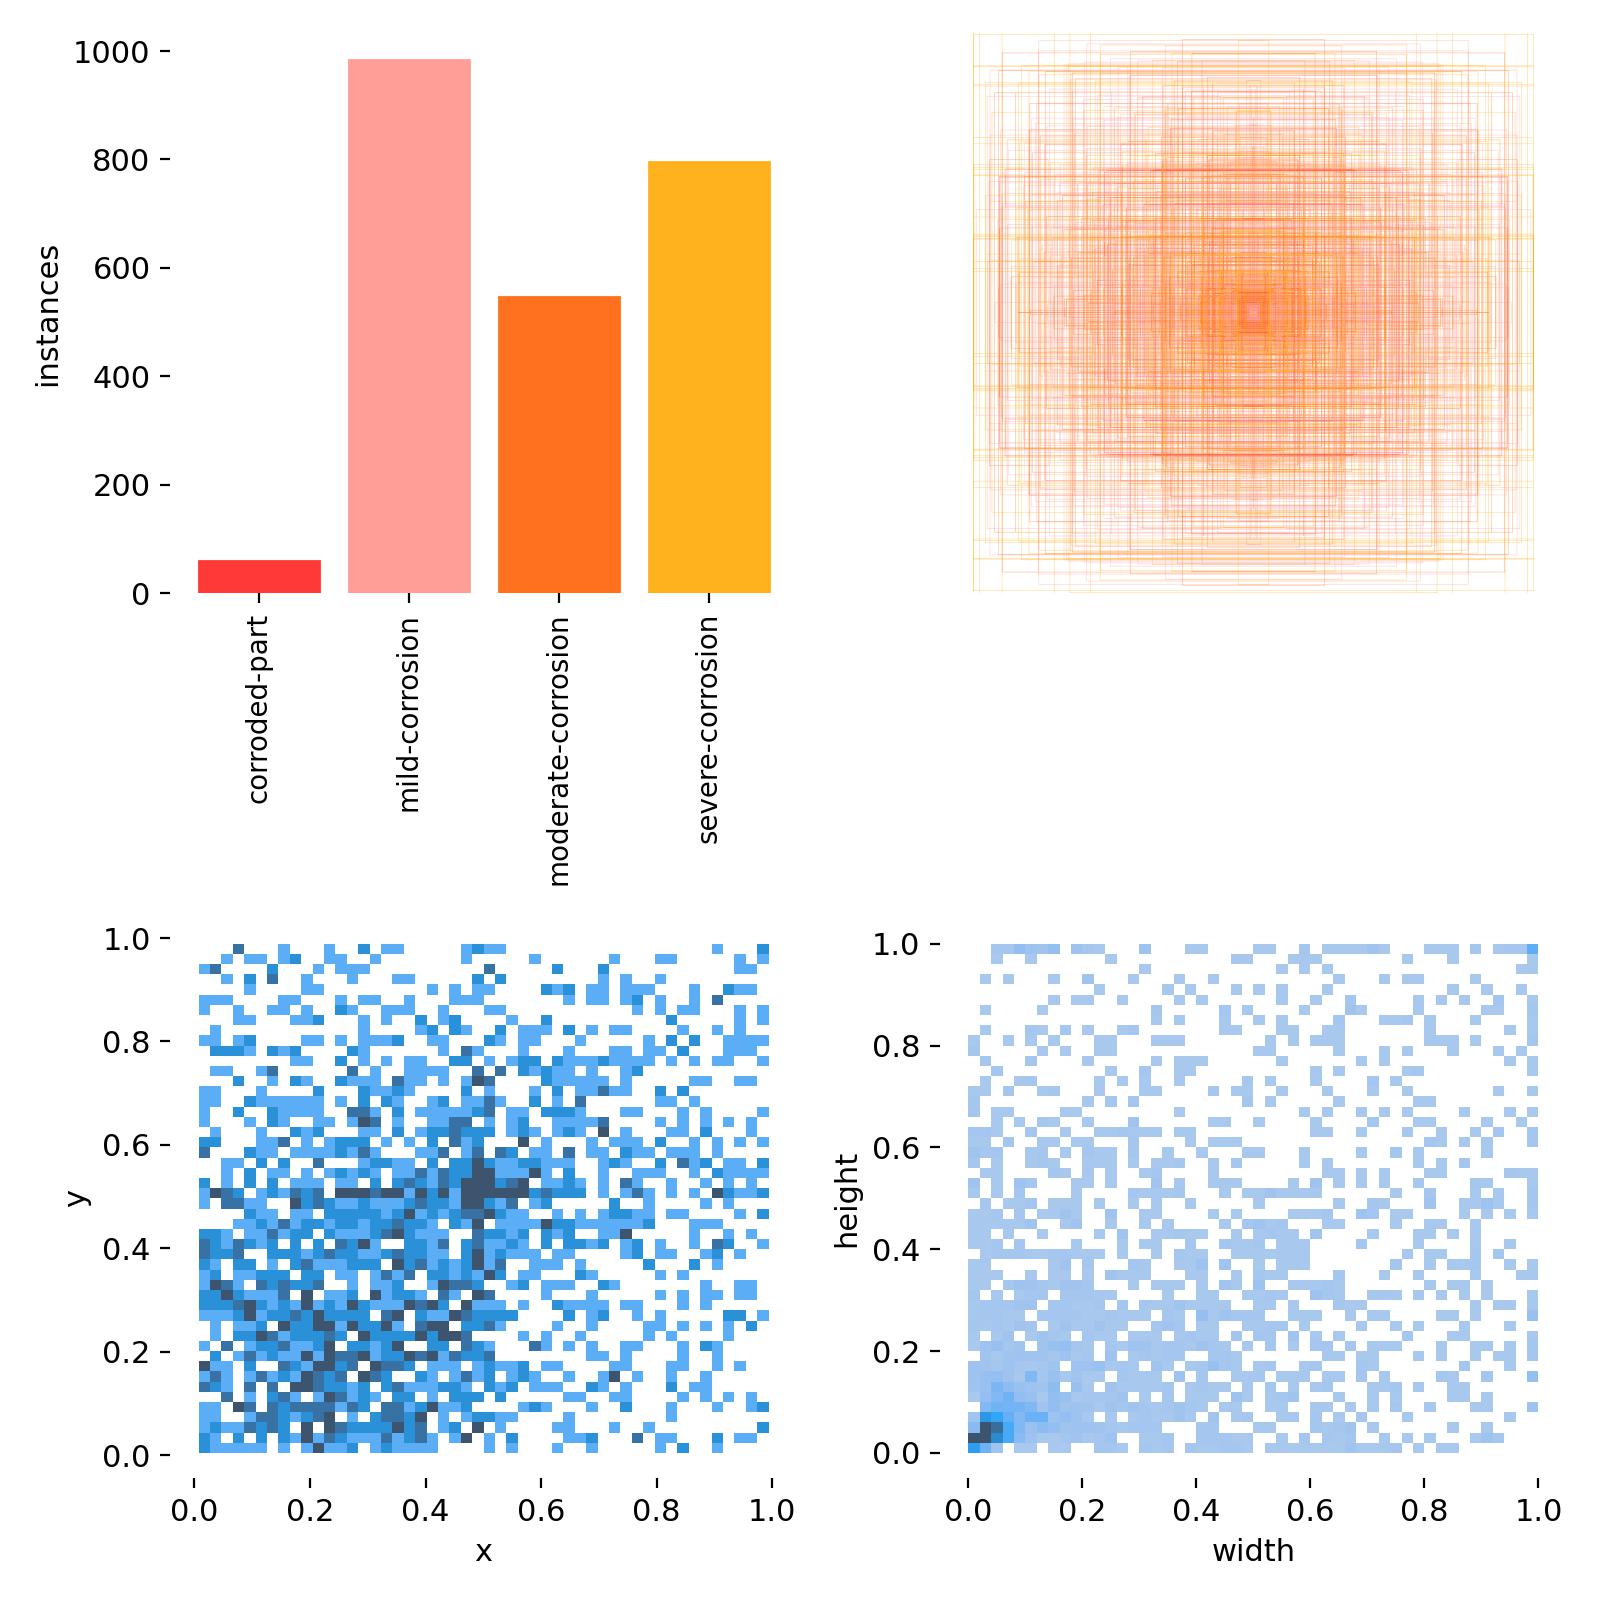 1000
800
600
400
200
0
instances
corroded-part
mild-corrosion
moderate-corrosion
severe-corrosion
1.0
0.8
0.6
0.4
0.2
0.0
y
0.0 0.2 0.4 0.6 0.8 1.0
x
1.0
0.8
0.6
0.4
0.2
0.0
height
0.0 0.2 0.4 0.6 0.8 1.0
width